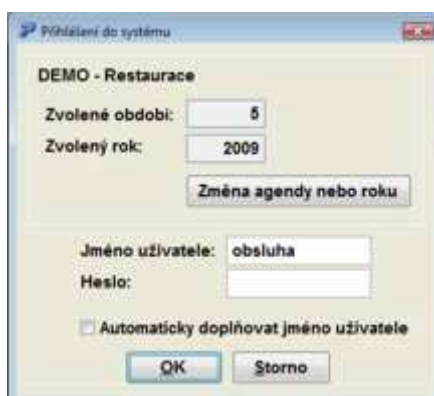 Přihlášení do systému
DEMO - Restaurace
Zvolené období: 5
Zvolený rok: 2009
Změna agendy nebo roku
Jméno uživatele: obsluha
Heslo:
Automaticky doplňovat jméno uživatele
OK Storno